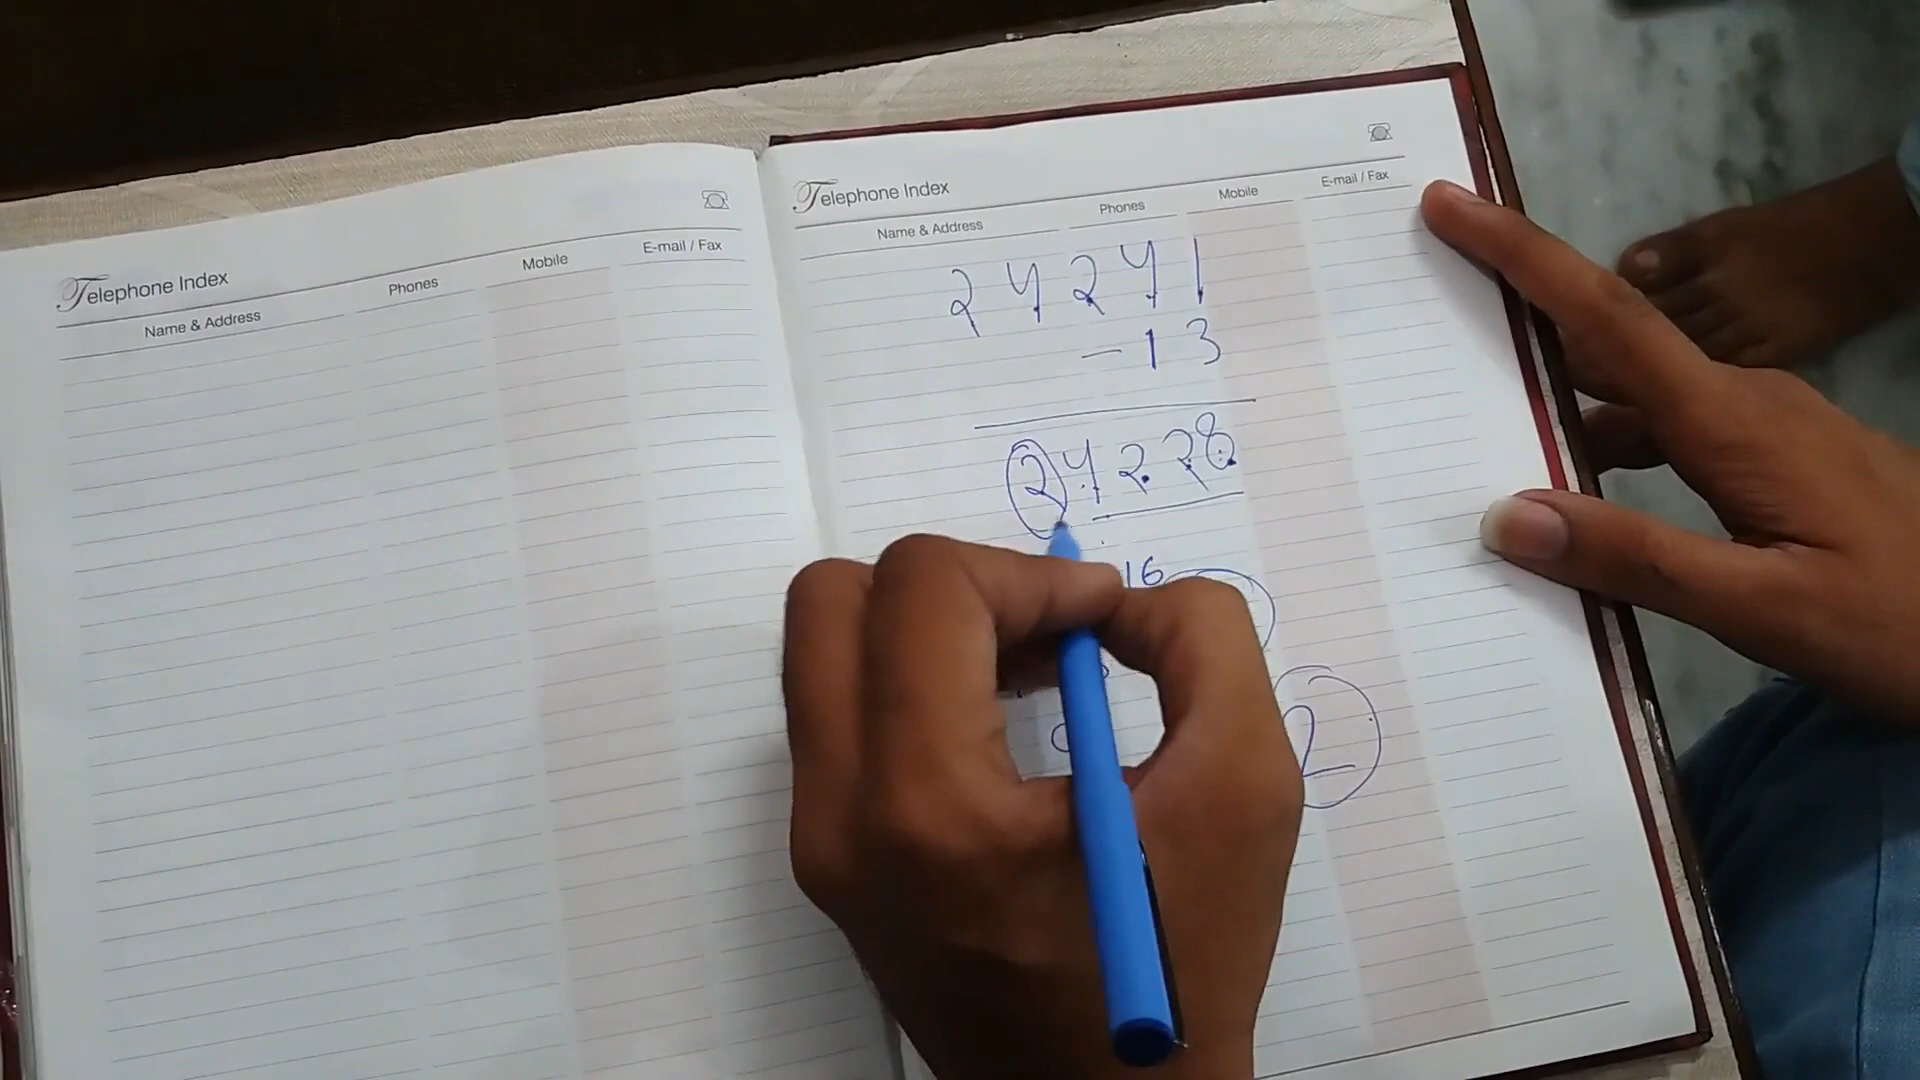 Telephone Index
Name & Address Phones Mobile E-mail / Fax
Telephone Index
Name & Address Phones Mobile E-mail / Fax
24241
- 13
24228
16
2